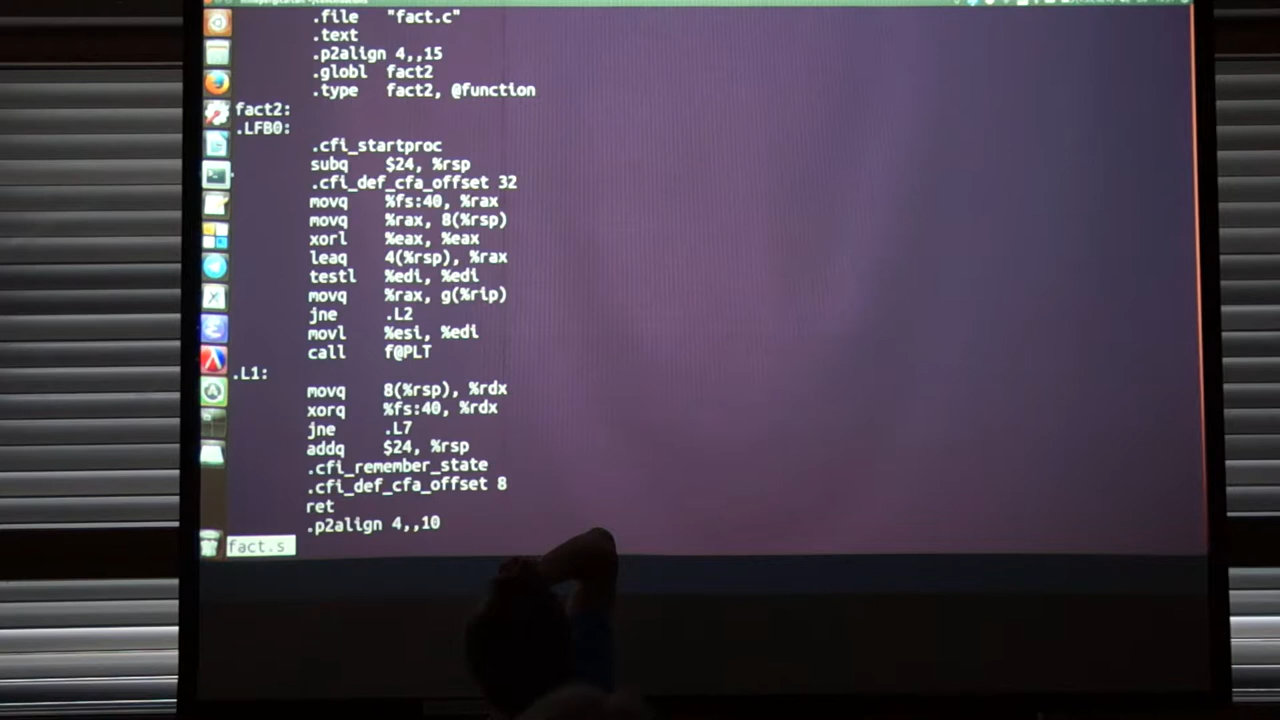 .file "fact.c"
.text
.p2align 4,,15
.globl fact2
.type fact2, @function
fact2:
.LFB0:
.cfi_startproc
subq $24, %rsp
.cfi_def_cfa_offset 32
movq %fs:40, %rax
movq %rax, 8(%rsp)
xorl %eax, %eax
leaq 4(%rsp), %rax
testl %edi, %edi
movq %rax, g(%rip)
jne .L2
movl %esi, %edi
call f@PLT
.L1:
movq 8(%rsp), %rdx
xorq %fs:40, %rdx
jne .L7
addq $24, %rsp
.cfi_remember_state
.cfi_def_cfa_offset 8
ret
.p2align 4,,10
fact.s